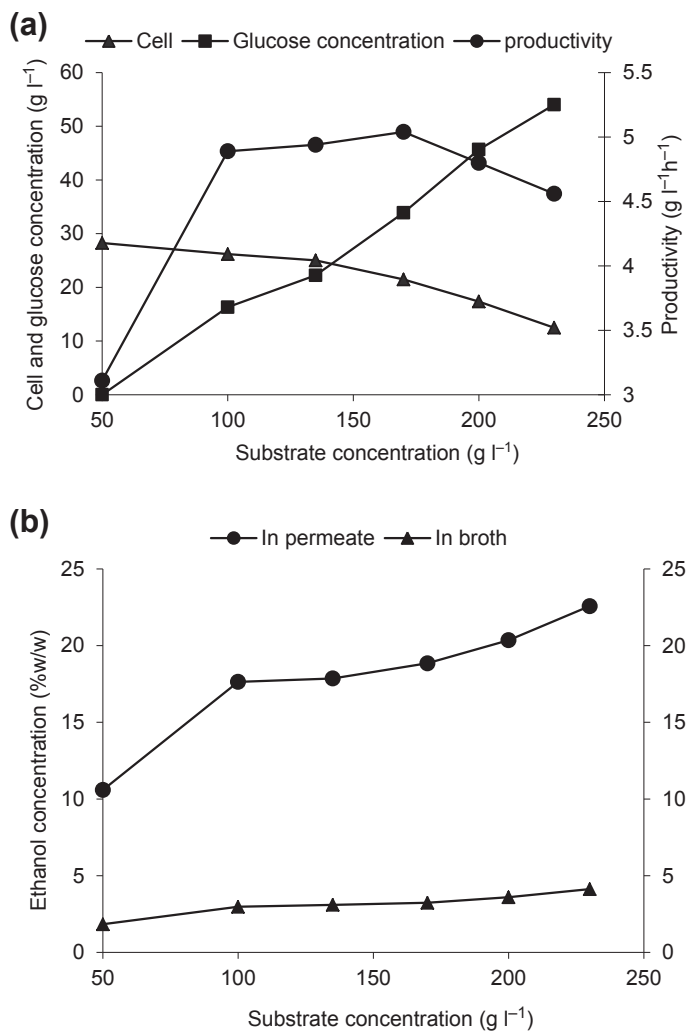 (a)
Cell Glucose concentration productivity
Cell and glucose concentration (g l⁻¹)
60
50
40
30
20
10
0
5.5
5
4.5
4
3.5
3
Productivity (g l⁻¹h⁻¹)
50 100 150 200 250
Substrate concentration (g l⁻¹)
(b)
In permeate In broth
Ethanol concentration (%w/w)
25
20
15
10
5
0
25
20
15
10
5
0
50 100 150 200 250
Substrate concentration (g l⁻¹)